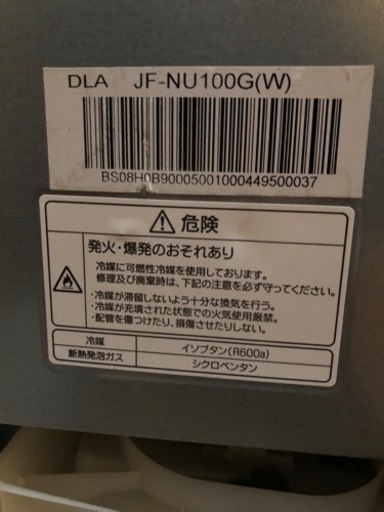 DLA JF-NU100G(W)
BS08H0B90005001000449500037
⚠危険
発火・爆発のおそれあり
冷媒に可燃性冷媒を使用しております。
修理及び廃棄時は、下記の注意を必ず守ってください。
・冷媒が滞留しないよう十分な換気を行う。
・冷媒が充填された状態での火気使用厳禁。
・配管を傷つけたり、損傷させたりしない。
冷媒 イソブタン(R600a)
断熱発泡ガス シクロペンタン